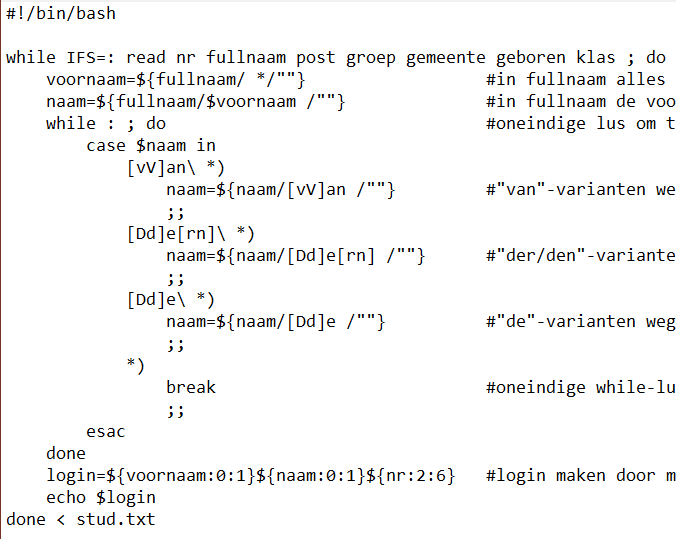 #!/bin/bash
while IFS=: read nr fullnaam post groep gemeente geboren klas ; do
voornaam=${fullnaam/ */""} #in fullnaam alles
naam=${fullnaam/$voornaam /""} #in fullnaam de voo
while : ; do #oneindige lus om t
case $naam in
[vV]an\ *)
naam=${naam/[vV]an /""} #"van"-varianten we
;;
[Dd]e[rn]\ *)
naam=${naam/[Dd]e[rn] /""} #"der/den"-variante
;;
[Dd]e\ *)
naam=${naam/[Dd]e /""} #"de"-varianten weg
;;
*)
break #oneindige while-lu
;;
esac
done
login=${voornaam:0:1}${naam:0:1}${nr:2:6} #login maken door m
echo $login
done < stud.txt